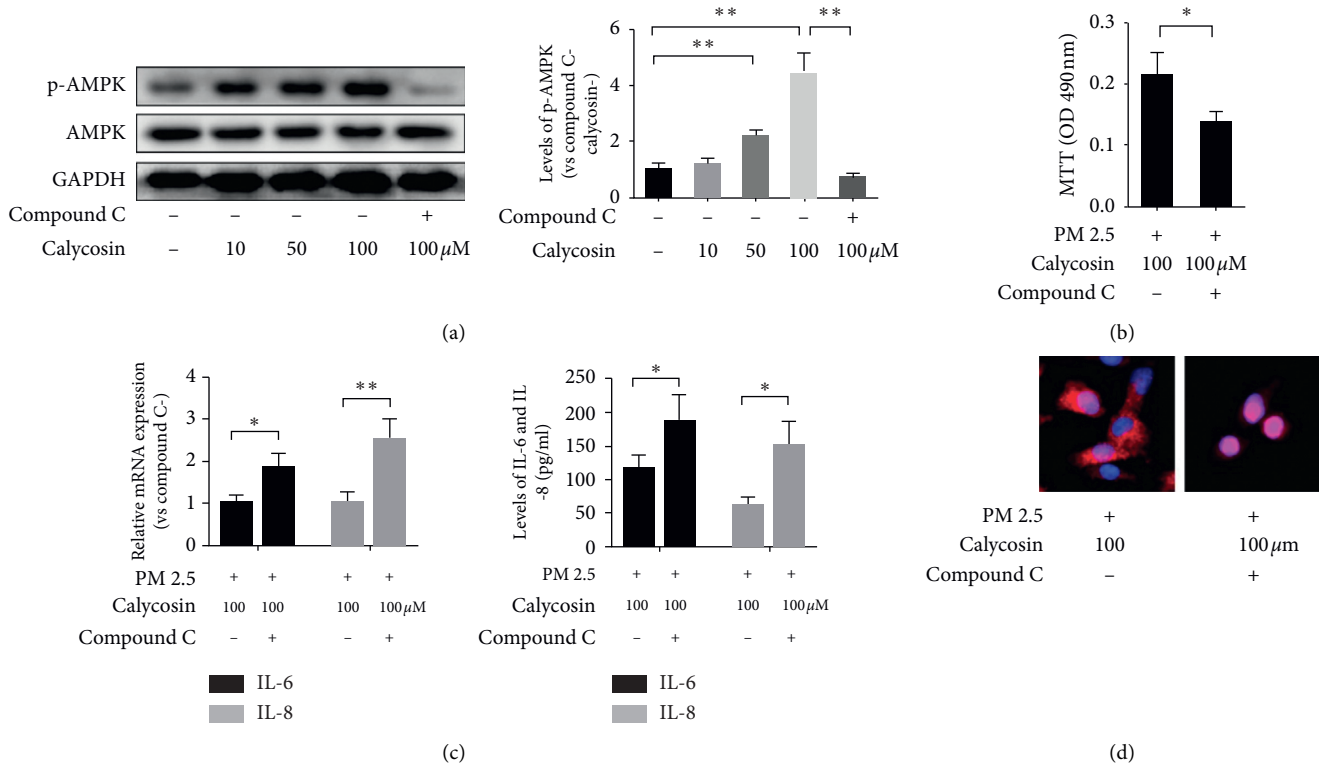 p-AMPK
AMPK
GAPDH
Compound C – – – – +
Calycosin – 10 50 100 100 μM
Levels of p-AMPK
(vs compound C-
calycosin-)
6
4
2
0
** ** **
Compound C – – – – +
Calycosin – 10 50 100 100 μM
(a)
MTT (OD 490nm)
0.3
0.2
0.1
0.0
*
PM 2.5 + +
Calycosin 100 100 μM
Compound C – +
(b)
Relative mRNA expression
(vs compound C-)
4
3
2
1
0
* **
PM 2.5 + + + +
Calycosin 100 100 100 100 μM
Compound C – + – +
IL-6
IL-8
Levels of IL-6 and IL
-8 (pg/ml)
250
200
150
100
50
0
* *
PM 2.5 + + + +
Calycosin 100 100 100 100 μM
Compound C – + – +
IL-6
IL-8
(c)
PM 2.5 + +
Calycosin 100 100 μm
Compound C – +
(d)